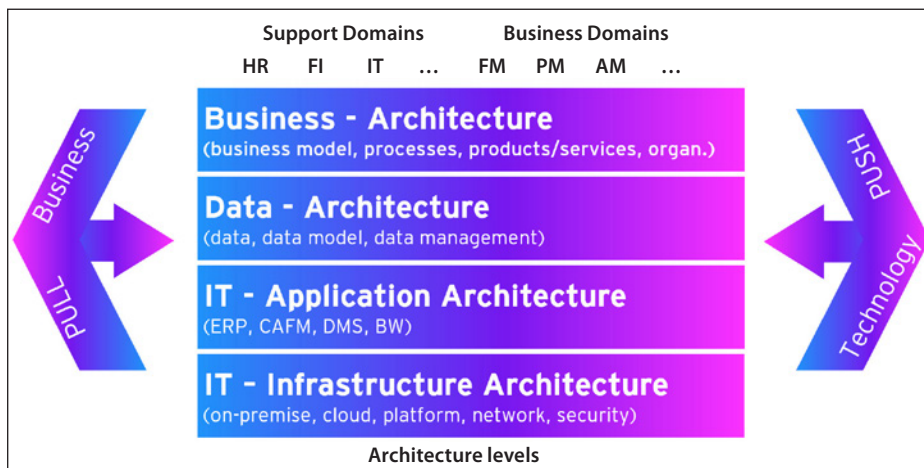 Support Domains Business Domains
HR FI IT … FM PM AM …
Business - Architecture
(business model, processes, products/services, organ.)
Data - Architecture
(data, data model, data management)
IT - Application Architecture
(ERP, CAFM, DMS, BW)
IT – Infrastructure Architecture
(on-premise, cloud, platform, network, security)
Architecture levels
Business
PULL
PUSH
Technology